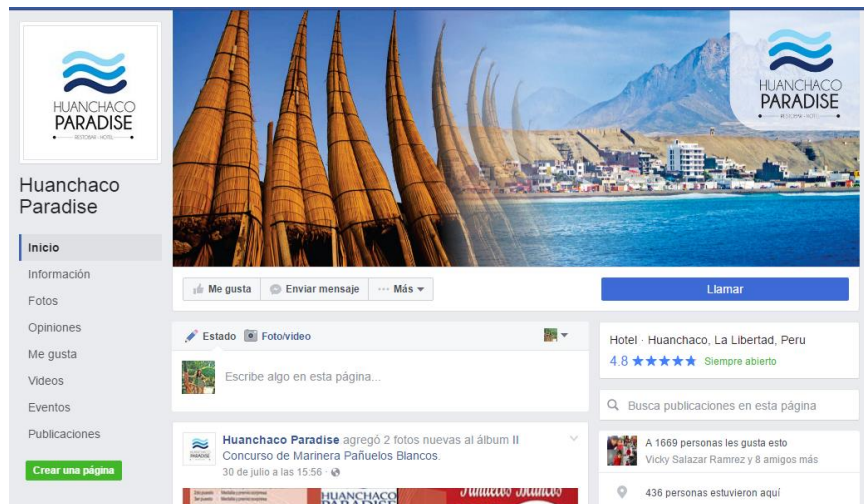 HUANCHACO
PARADISE
RESTOBAR - HOTEL
HUANCHACO
PARADISE
RESTOBAR - HOTEL
Huanchaco
Paradise
Inicio
Información
Fotos
Opiniones
Me gusta
Videos
Eventos
Publicaciones
Crear una página
Me gusta
Enviar mensaje
Más
Llamar
Estado
Foto/video
Escribe algo en esta página...
Huanchaco Paradise agregó 2 fotos nuevas al álbum II
Concurso de Marinera Pañuelos Blancos.
30 de julio a las 15:56 ·
HUANCHACO
PARADISE
Hotel · Huanchaco, La Libertad, Peru
4.8 ★★★★★ Siempre abierto
Busca publicaciones en esta página
A 1669 personas les gusta esto
Vicky Salazar Ramrez y 8 amigos más
436 personas estuvieron aquí